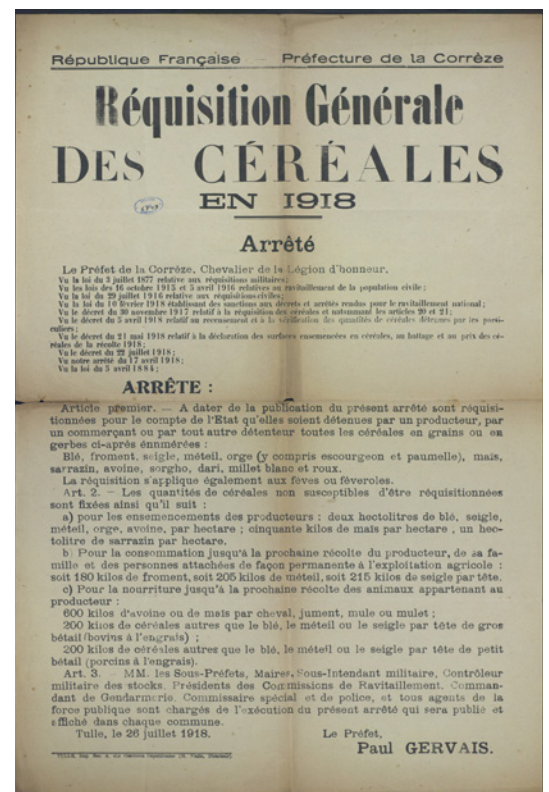 République Française — Préfecture de la Corrèze
Réquisition Générale
DES CÉRÉALES
EN 1918
Arrêté
Le Préfet de la Corrèze, Chevalier de la Légion d'honneur,
Vu la loi du 3 juillet 1877 relative aux réquisitions militaires;
Vu les lois des 16 octobre 1915 et 5 avril 1916 relatives au ravitaillement de la population civile;
Vu la loi du 29 juillet 1916 relative aux réquisitions civiles;
Vu la loi du 10 février 1918 établissant des sanctions aux décrets et arrêtés rendus pour le ravitaillement national;
Vu le décret du 30 novembre 1917 relatif à la réquisition des céréales et notamment les articles 20 et 21;
Vu le décret du 5 avril 1918 relatif au recensement et à la vérification des quantités de céréales détenues par les parti-
culiers;
Vu le décret du 21 mai 1918 relatif à la déclaration des surfaces ensemencées en céréales, au battage et au prix des cé-
réales de la récolte 1918;
Vu le décret du 22 juillet 1918;
Vu notre arrêté du 17 avril 1918;
Vu la loi du 5 avril 1884;
ARRÊTE :
Article premier. — A dater de la publication du présent arrêté sont réquisi-
tionnées pour le compte de l'Etat qu'elles soient détenues par un producteur, par
un commerçant ou par tout autre détenteur toutes les céréales en grains ou en
gerbes ci-après énnmérées :
Blé, froment, seigle, méteil, orge (y compris escourgeon et paumelle), maïs,
sarrazin, avoine, sorgho, dari, millet blanc et roux.
La réquisition s'applique également aux fèves ou féveroles.
Art. 2. — Les quantités de céréales non susceptibles d'être réquisitionnées
sont fixées ainsi qu'il suit :
a) pour les ensemencements des producteurs : deux hectolitres de blé, seigle,
méteil, orge, avoine, par hectare ; cinquante kilos de maïs par hectare , un hec-
tolitre de sarrazin par hectare.
b) Pour la consommation jusqu'à la prochaine récolte du producteur, de sa fa-
mille et des personnes attachées de façon permanente à l'exploitation agricole :
soit 180 kilos de froment, soit 205 kilos de méteil, soit 215 kilos de seigle par tête.
c) Pour la nourriture jusqu'à la prochaine récolte des animaux appartenant au
producteur :
600 kilos d'avoine ou de maïs par cheval, jument, mule ou mulet ;
200 kilos de céréales autres que le blé, le méteil ou le seigle par tête de gros
bétail (bovins à l'engrais) ;
200 kilos de céréales autres que le blé, le méteil ou le seigle par tête de petit
bétail (porcins à l'engrais).
Art. 3. — MM. les Sous-Préfets, Maires, Sous-Intendant militaire, Contrôleur
militaire des stocks, Présidents des Commissions de Ravitaillement, Comman-
dant de Gendarmerie, Commissaire spécial et de police, et tous agents de la
force publique sont chargés de l'exécution du présent arrêté qui sera publié et
affiché dans chaque commune.
Tulle, le 26 juillet 1918.
Le Préfet,
Paul GERVAIS.